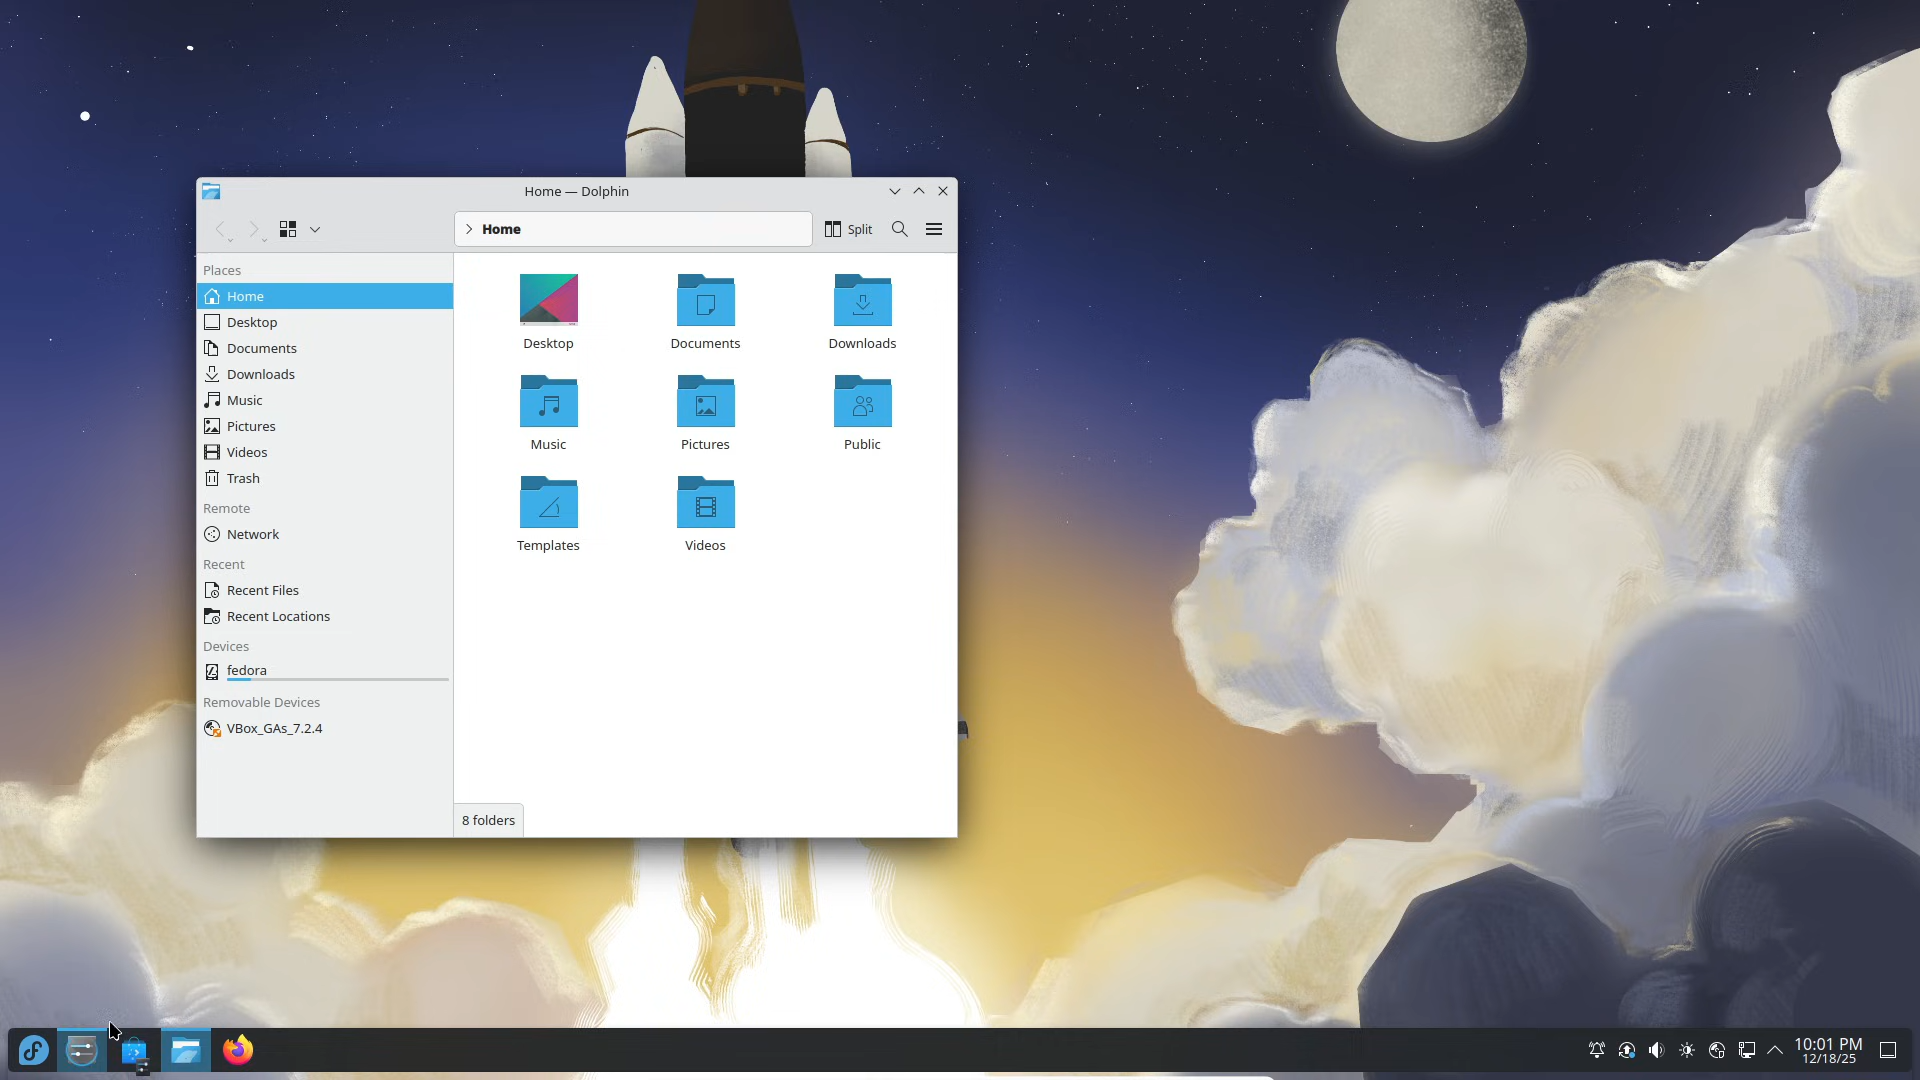 Home — Dolphin
Home
Split
Places
Home
Desktop
Documents
Downloads
Music
Pictures
Videos
Trash
Remote
Network
Recent
Recent Files
Recent Locations
Devices
fedora
Removable Devices
VBox_GAs_7.2.4
Desktop
Documents
Downloads
Music
Pictures
Public
Templates
Videos
8 folders
10:01 PM
12/18/25